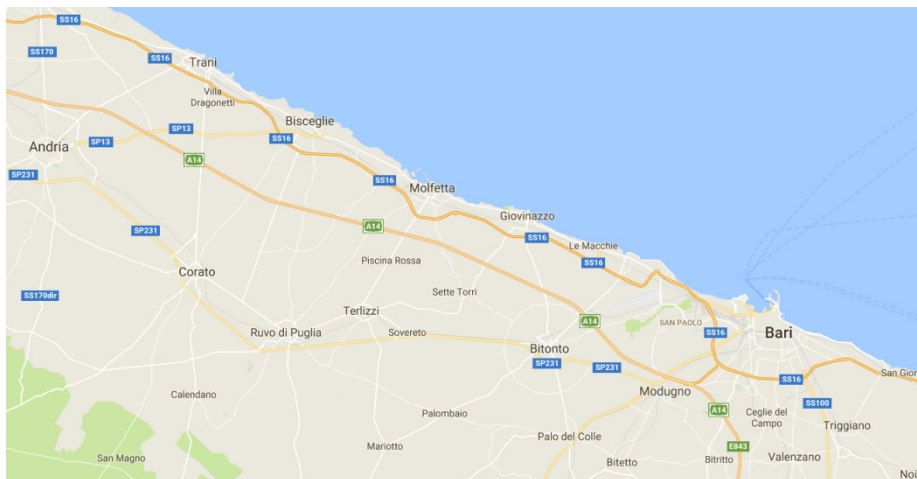 SS16
SS170
SS16
Trani
Villa
Dragonetti
Bisceglie
SP13
SP13
SS16
Andria
A14
SP231
SS16
Molfetta
Giovinazzo
A14
SP231
SS16
Le Macchie
SS16
Piscina Rossa
Corato
SS170dir
Sette Torri
Terlizzi
A14
SAN PAOLO
Ruvo di Puglia
Sovereto
SS16
Bari
Bitonto
SP231
SP231
San Gior
SS16
Modugno
Calendano
SS100
A14
Palombaio
Ceglie del
Campo
Triggiano
Palo del Colle
Mariotto
E843
San Magno
Bitetto
Bitritto
Valenzano
Noi